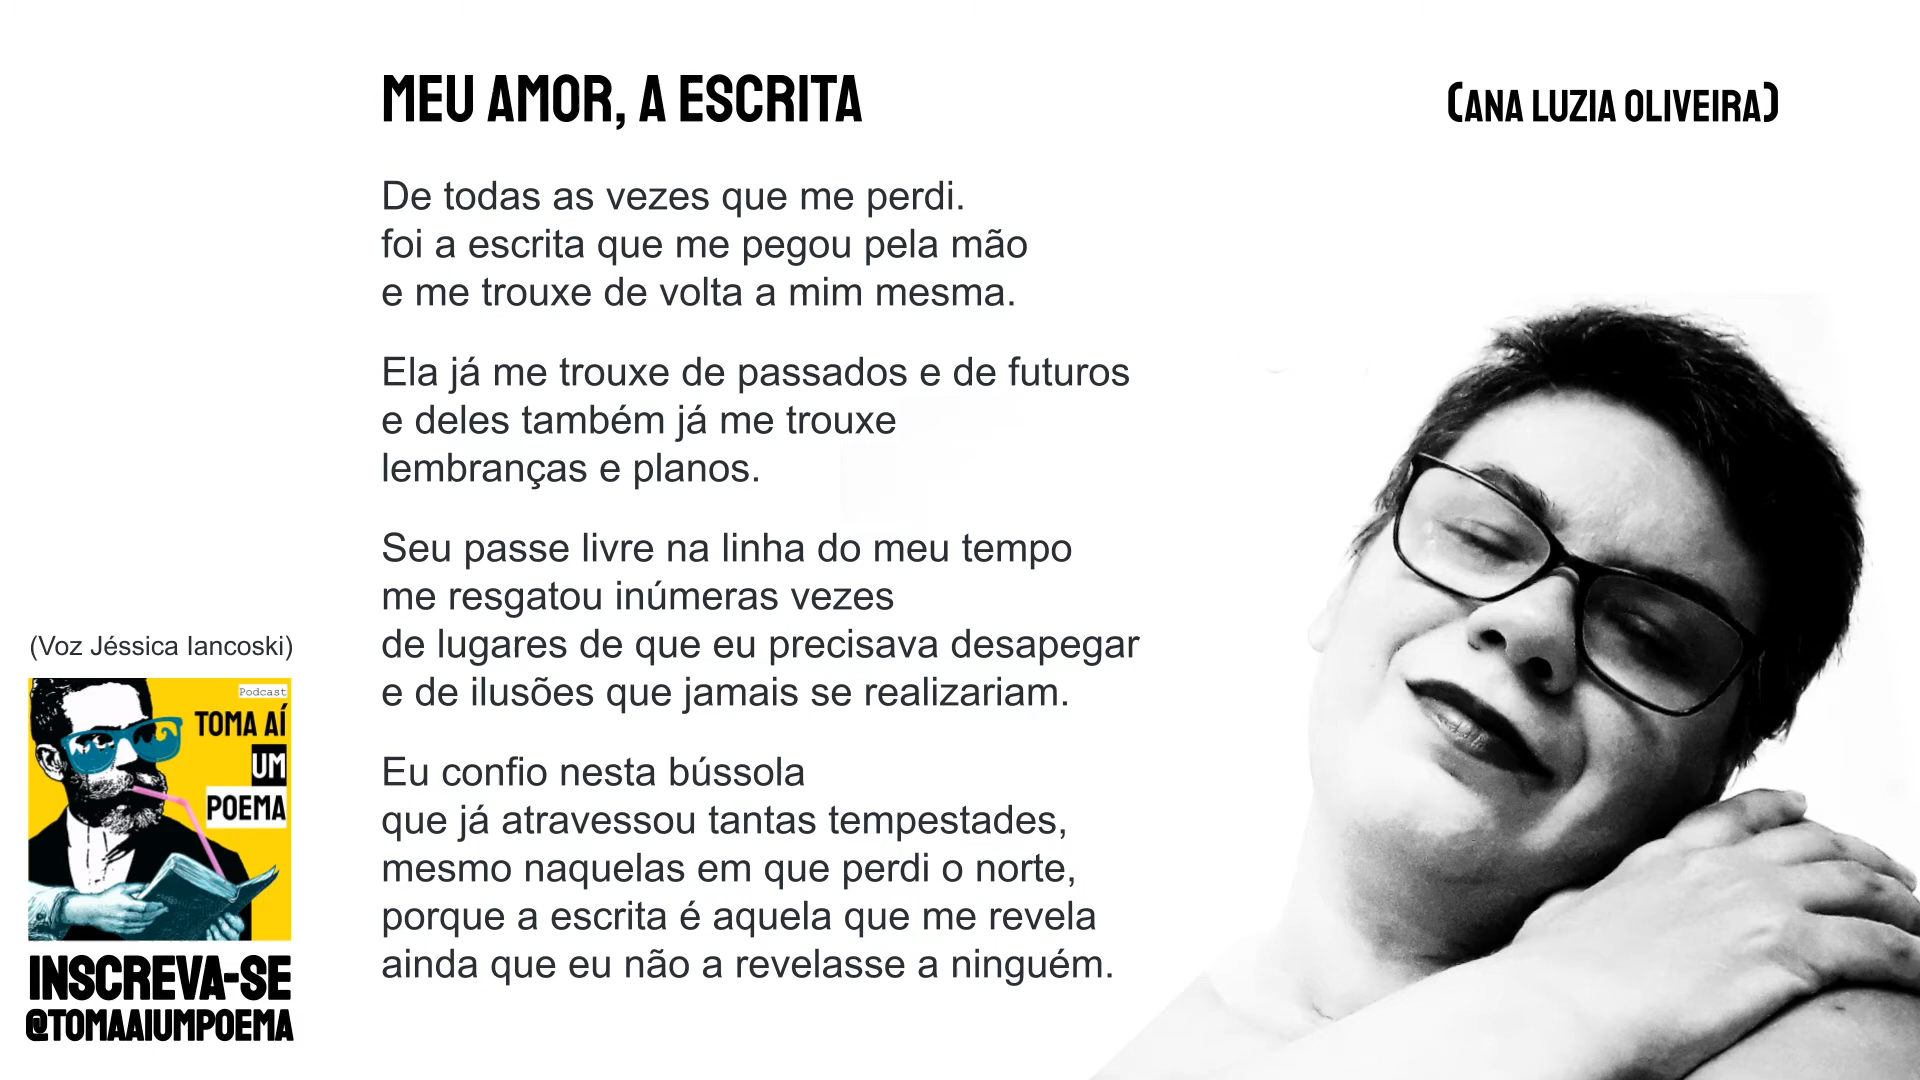 MEU AMOR, A ESCRITA
(ANA LUZIA OLIVEIRA)
De todas as vezes que me perdi.
foi a escrita que me pegou pela mão
e me trouxe de volta a mim mesma.
Ela já me trouxe de passados e de futuros
e deles também já me trouxe
lembranças e planos.
Seu passe livre na linha do meu tempo
me resgatou inúmeras vezes
de lugares de que eu precisava desapegar
e de ilusões que jamais se realizariam.
Eu confio nesta bússola
que já atravessou tantas tempestades,
mesmo naquelas em que perdi o norte,
porque a escrita é aquela que me revela
ainda que eu não a revelasse a ninguém.
(Voz Jéssica Iancoski)
Podcast
TOMA AÍ
UM
POEMA
INSCREVA-SE
@TOMAAIUMPOEMA